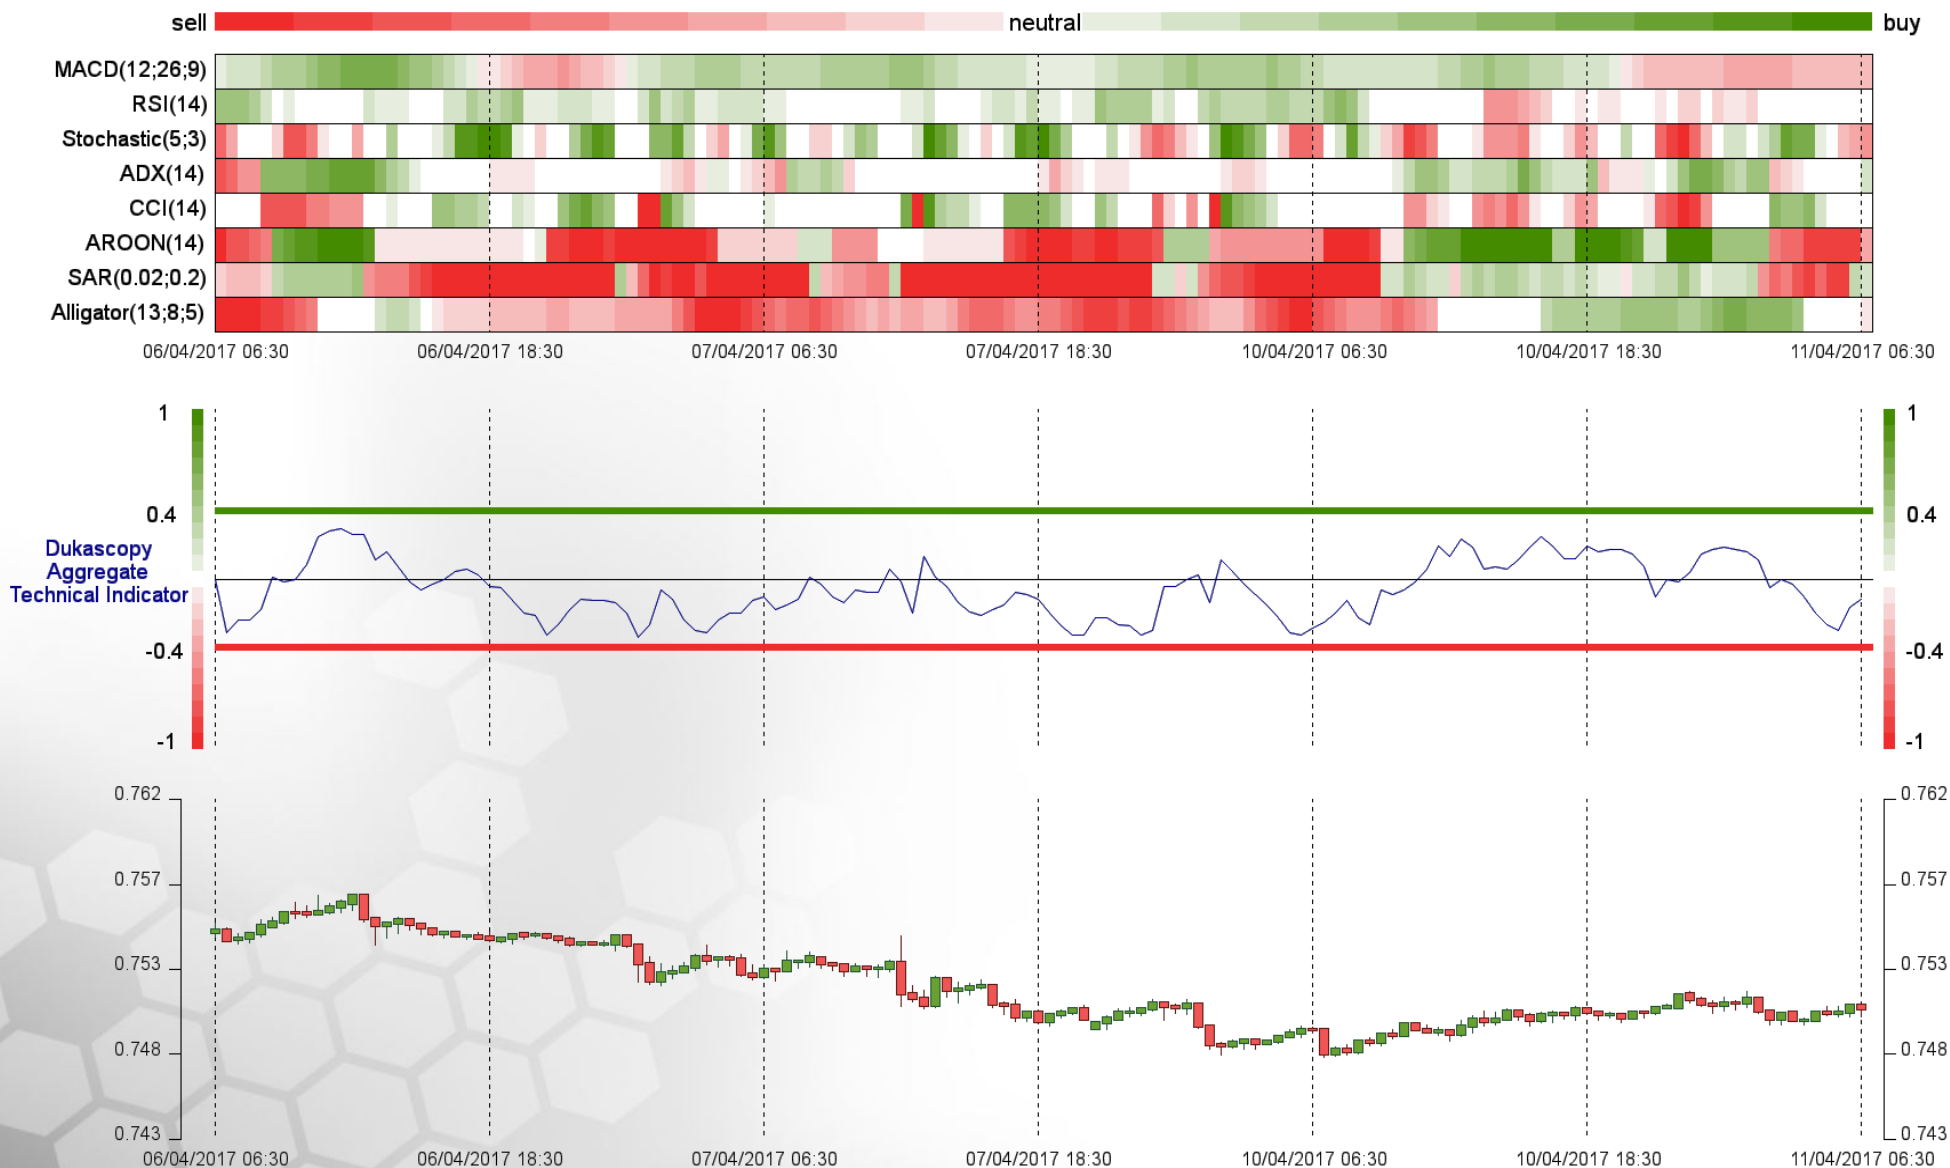 sell neutral buy
MACD(12;26;9)
RSI(14)
Stochastic(5;3)
ADX(14)
CCI(14)
AROON(14)
SAR(0.02;0.2)
Alligator(13;8;5)
06/04/2017 06:30 06/04/2017 18:30 07/04/2017 06:30 07/04/2017 18:30 10/04/2017 06:30 10/04/2017 18:30 11/04/2017 06:30
1 1
0.4 0.4
Dukascopy
Aggregate
Technical Indicator
-0.4 -0.4
-1 -1
0.762 0.762
0.757 0.757
0.753 0.753
0.748 0.748
0.743 0.743
06/04/2017 06:30 06/04/2017 18:30 07/04/2017 06:30 07/04/2017 18:30 10/04/2017 06:30 10/04/2017 18:30 11/04/2017 06:30